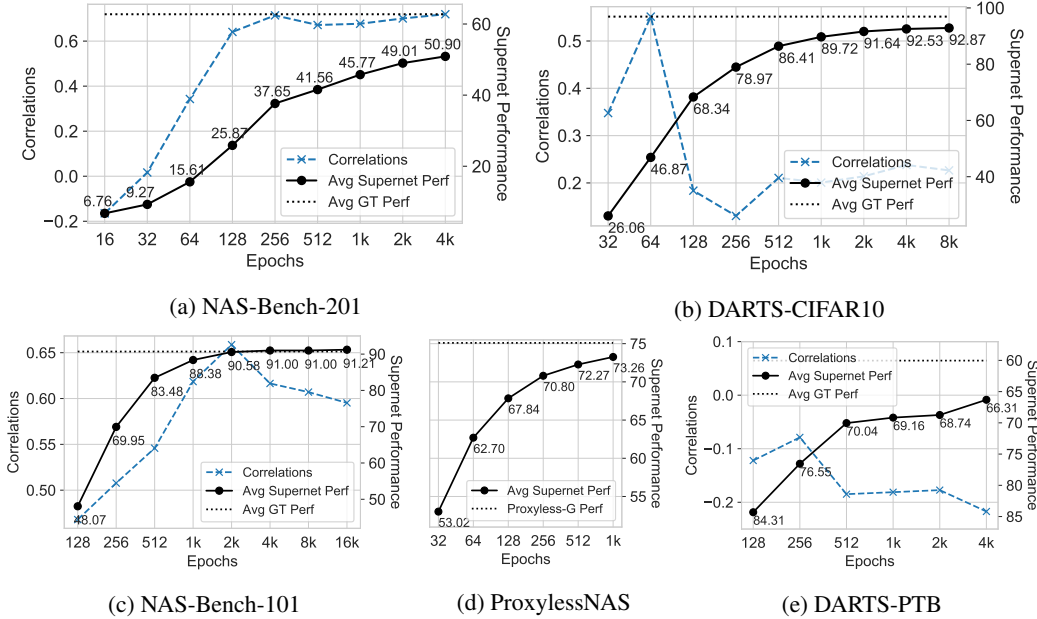 0.6
0.4
0.2
0.0
−0.2
Correlations
60
40
20
Supernet Performance
6.76
9.27
15.61
25.87
37.65
41.56
45.77
49.01
50.90
Correlations
Avg Supernet Perf
Avg GT Perf
16 32 64 128 256 512 1k 2k 4k
Epochs
(a) NAS-Bench-201
0.5
0.4
0.3
0.2
Correlations
100
80
60
40
Supernet Performance
26.06
46.87
68.34
78.97
86.41
89.72
91.64
92.53
92.87
Correlations
Avg Supernet Perf
Avg GT Perf
32 64 128 256 512 1k 2k 4k 8k
Epochs
(b) DARTS-CIFAR10
0.65
0.60
0.55
0.50
Correlations
90
80
70
60
50
Supernet Performance
48.07
69.95
83.48
88.38
90.58
91.00
91.00
91.21
Correlations
Avg Supernet Perf
Avg GT Perf
128 256 512 1k 2k 4k 8k 16k
Epochs
(c) NAS-Bench-101
75
70
65
60
55
Supernet Performance
53.02
62.70
67.84
70.80
72.27
73.26
Avg Supernet Perf
Proxyless-G Perf
32 64 128 256 512 1k
Epochs
(d) ProxylessNAS
0.1
0.0
−0.1
−0.2
Correlations
60
65
70
75
80
85
Supernet Performance
Correlations
Avg Supernet Perf
Avg GT Perf
84.31
76.55
70.04
69.16
68.74
66.31
128 256 512 1k 2k 4k
Epochs
(e) DARTS-PTB